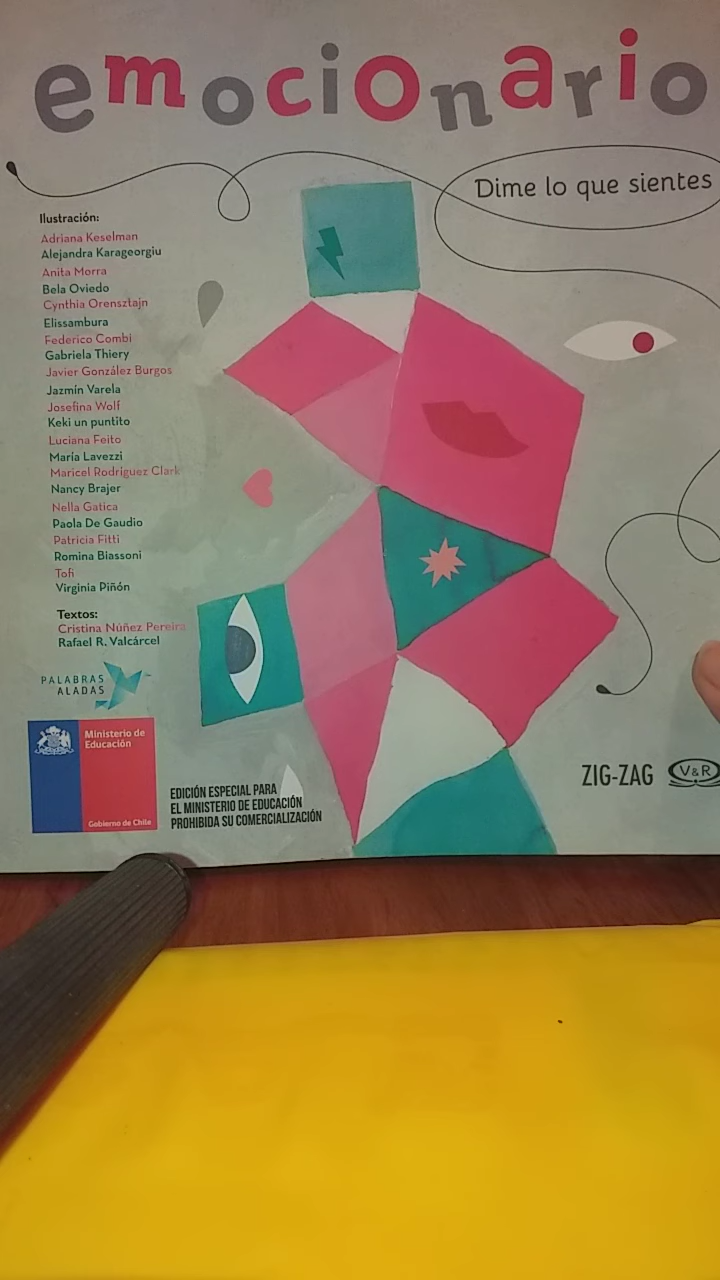 emocionario
Dime lo que sientes
Ilustración:
Adriana Keselman
Alejandra Karageorgiu
Anita Morra
Bela Oviedo
Cynthia Orensztajn
Elissambura
Federico Combi
Gabriela Thiery
Javier González Burgos
Jazmín Varela
Josefina Wolf
Keki un puntito
Luciana Feito
María Lavezzi
Maricel Rodríguez Clark
Nancy Brajer
Nella Gatica
Paola De Gaudio
Patricia Fitti
Romina Biassoni
Tofi
Virginia Piñón
Textos:
Cristina Núñez Pereira
Rafael R. Valcárcel
PALABRAS
ALADAS
Ministerio de
Educación
Gobierno de Chile
EDICIÓN ESPECIAL PARA
EL MINISTERIO DE EDUCACIÓN
PROHIBIDA SU COMERCIALIZACIÓN
ZIG-ZAG
V&R